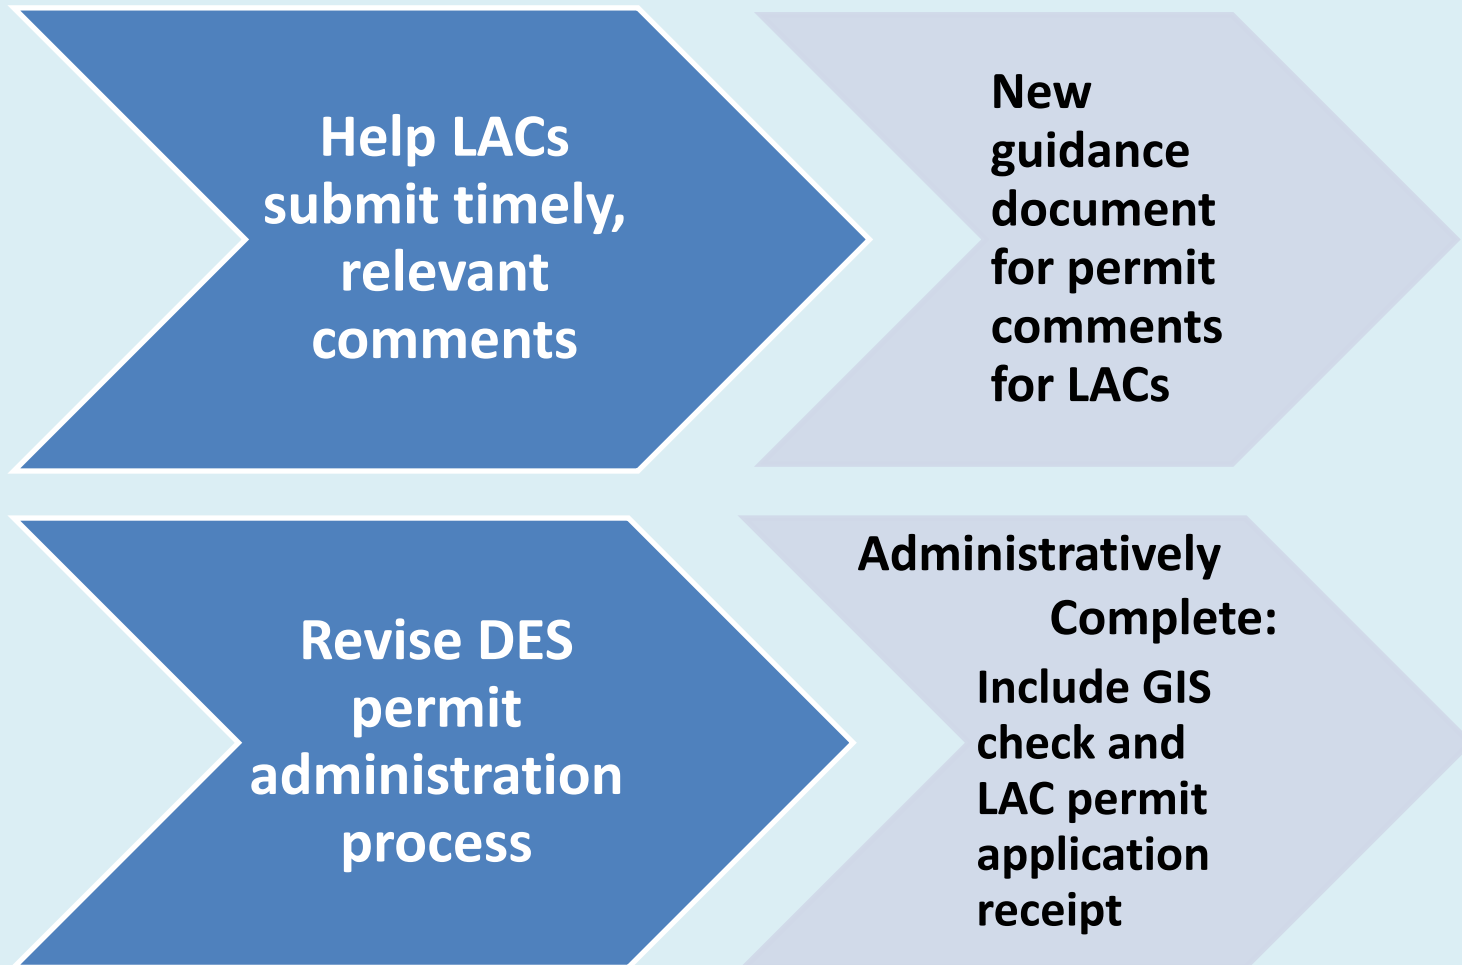 Help LACs
submit timely,
relevant
comments
New
guidance
document
for permit
comments
for LACs
Revise DES
permit
administration
process
Administratively
Complete:
Include GIS
check and
LAC permit
application
receipt